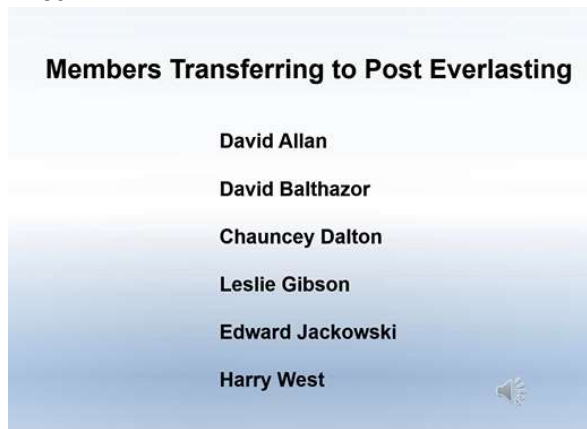 Members Transferring to Post Everlasting
David Allan
David Balthazor
Chauncey Dalton
Leslie Gibson
Edward Jackowski
Harry West